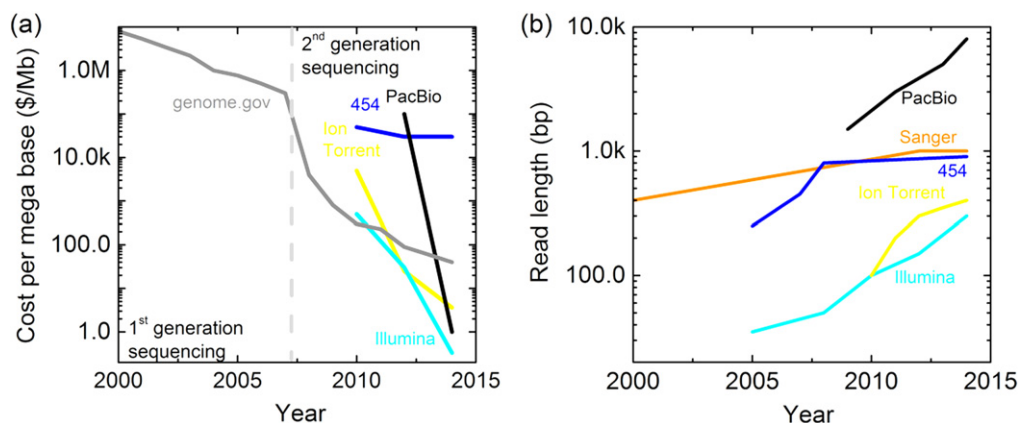 (a)
Cost per mega base ($/Mb)
1.0M
10.0k
100.0
1.0
2nd generation
sequencing
genome.gov
454
PacBio
Ion
Torrent
Illumina
1st generation
sequencing
2000
2005
2010
2015
Year
(b)
Read length (bp)
10.0k
1.0k
100.0
PacBio
Sanger
454
Ion Torrent
Illumina
2000
2005
2010
2015
Year